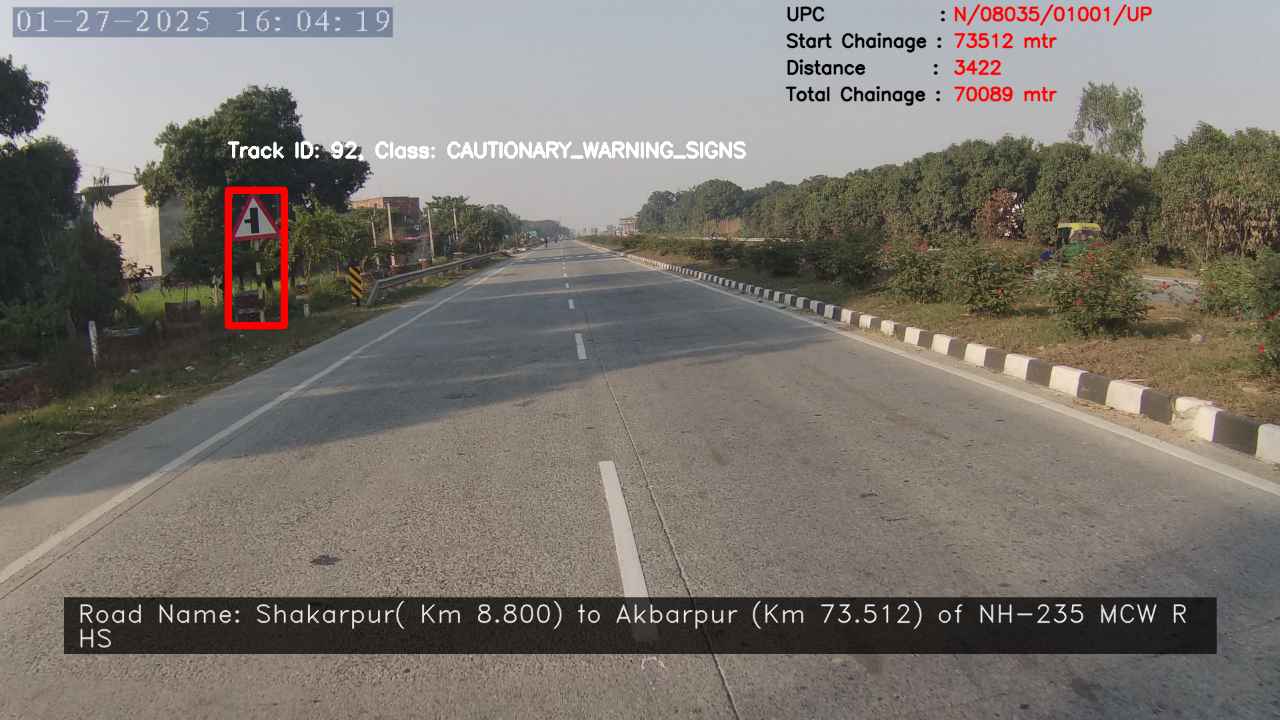 01-27-2025 16:04:19
UPC : N/08035/01001/UP
Start Chainage : 73512 mtr
Distance : 3422
Total Chainage : 70089 mtr
Track ID: 92, Class: CAUTIONARY_WARNING_SIGNS
Road Name: Shakarpur( Km 8.800) to Akbarpur (Km 73.512) of NH-235 MCW R
HS